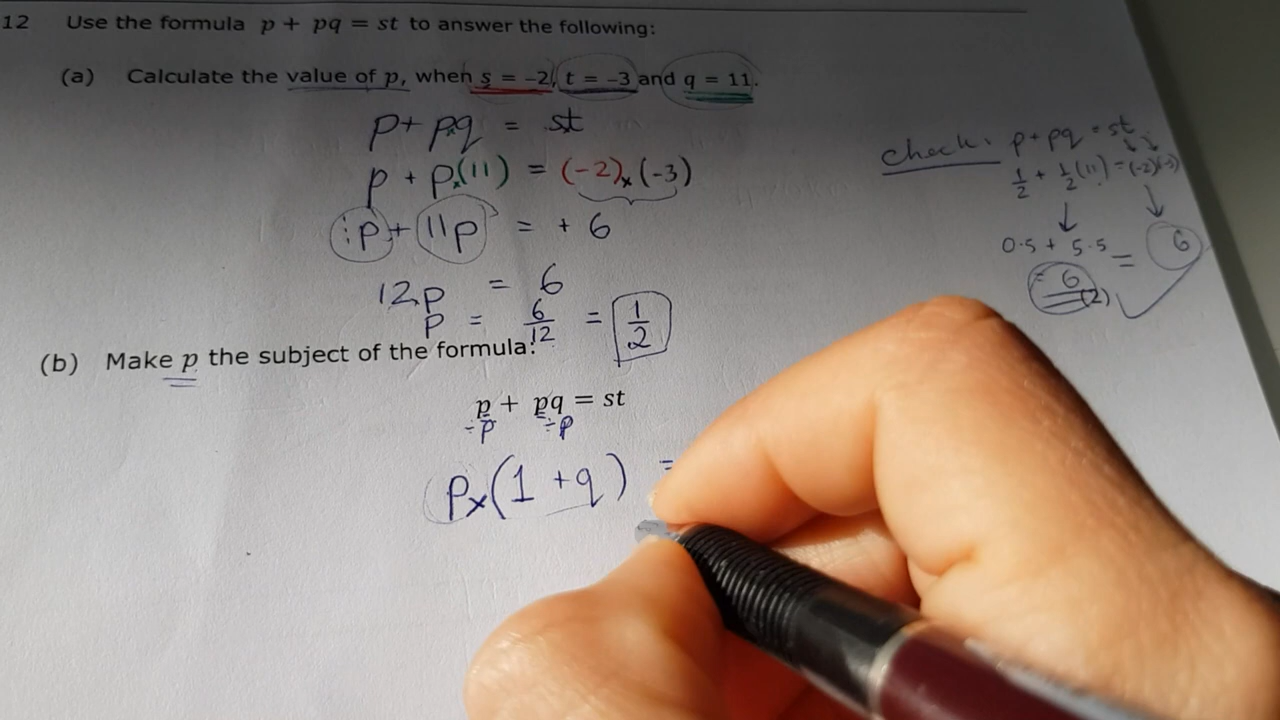 12 Use the formula p + pq = st to answer the following:
(a) Calculate the value of p, when s = −2, t = −3 and q = 11.
p + p×q = st
p + p×(11) = (-2)×(-3)
p + 11p = + 6
12p = 6
p = 6/12 = 1/2
check: p + pq = st
1/2 + 1/2(11) = (-2)(-3)
0.5 + 5.5 = 6
= 6
(2)
(b) Make p the subject of the formula.
p + pq = st
÷p ÷p
p×(1 + q) =